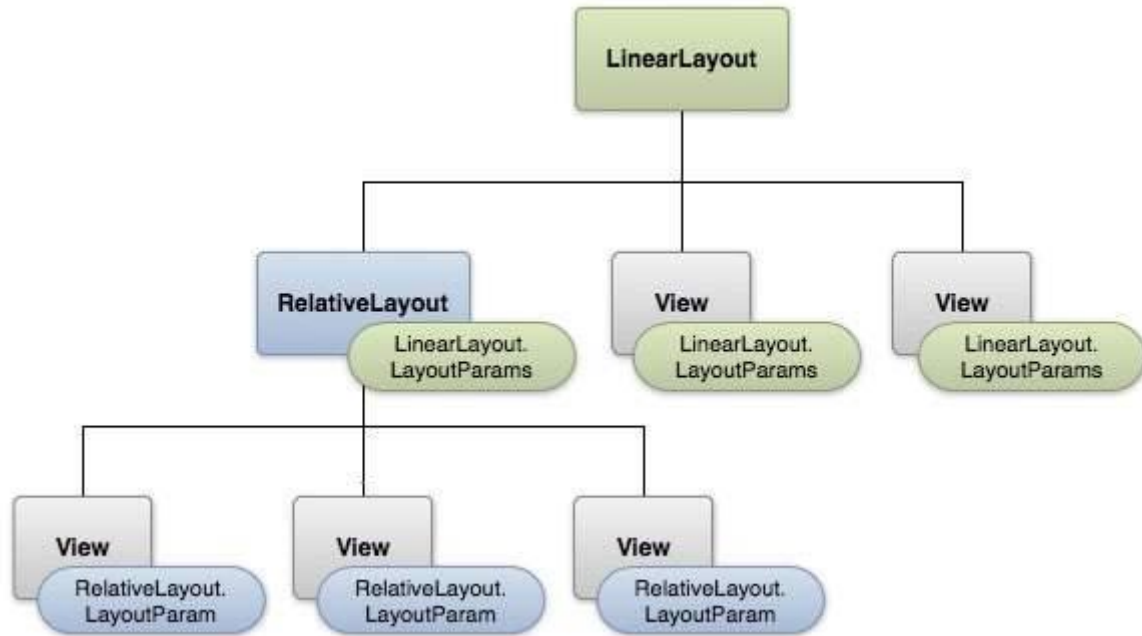 LinearLayout
RelativeLayout
LinearLayout.
LayoutParams
View
LinearLayout.
LayoutParams
View
LinearLayout.
LayoutParams
View
RelativeLayout.
LayoutParam
View
RelativeLayout.
LayoutParam
View
RelativeLayout.
LayoutParam